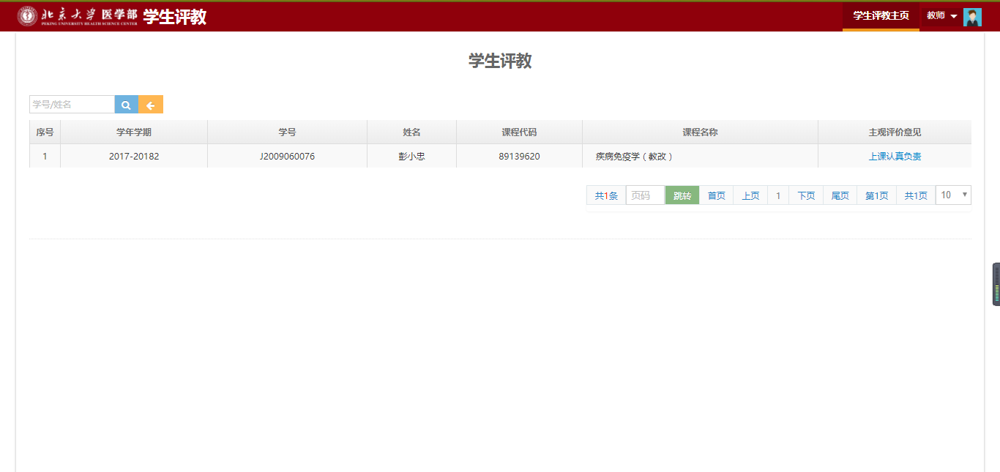 北京大学 医学部 学生评教 学生评教主页 教师
PEKING UNIVERSITY HEALTH SCIENCE CENTER
学生评教
学号/姓名
序号 学年学期 学号 姓名 课程代码 课程名称 主观评价意见
1 2017-20182 J2009060076 彭小忠 89139620 疾病免疫学 ( 教改 ) 上课认真负责
共1条 页码 跳转 首页 上页 1 下页 尾页 第1页 共1页 10